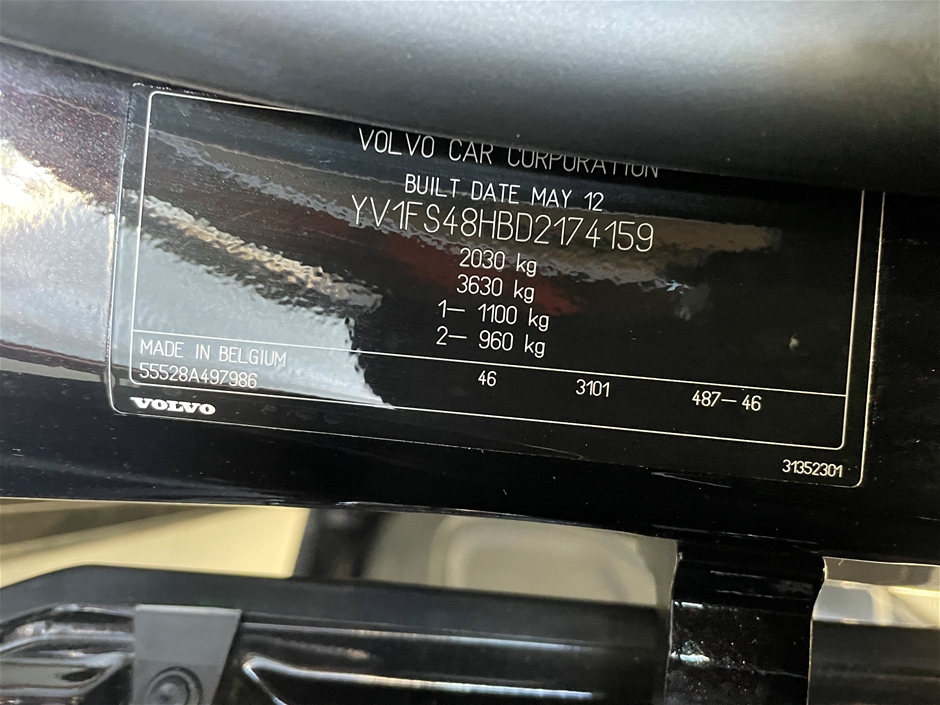 VOLVO CAR CORPORATION
BUILT DATE MAY 12
YV1FS48HBD2174159
2030 kg
3630 kg
1– 1100 kg
2– 960 kg
MADE IN BELGIUM
55528A497986 46 3101 487–46
VOLVO
31352301